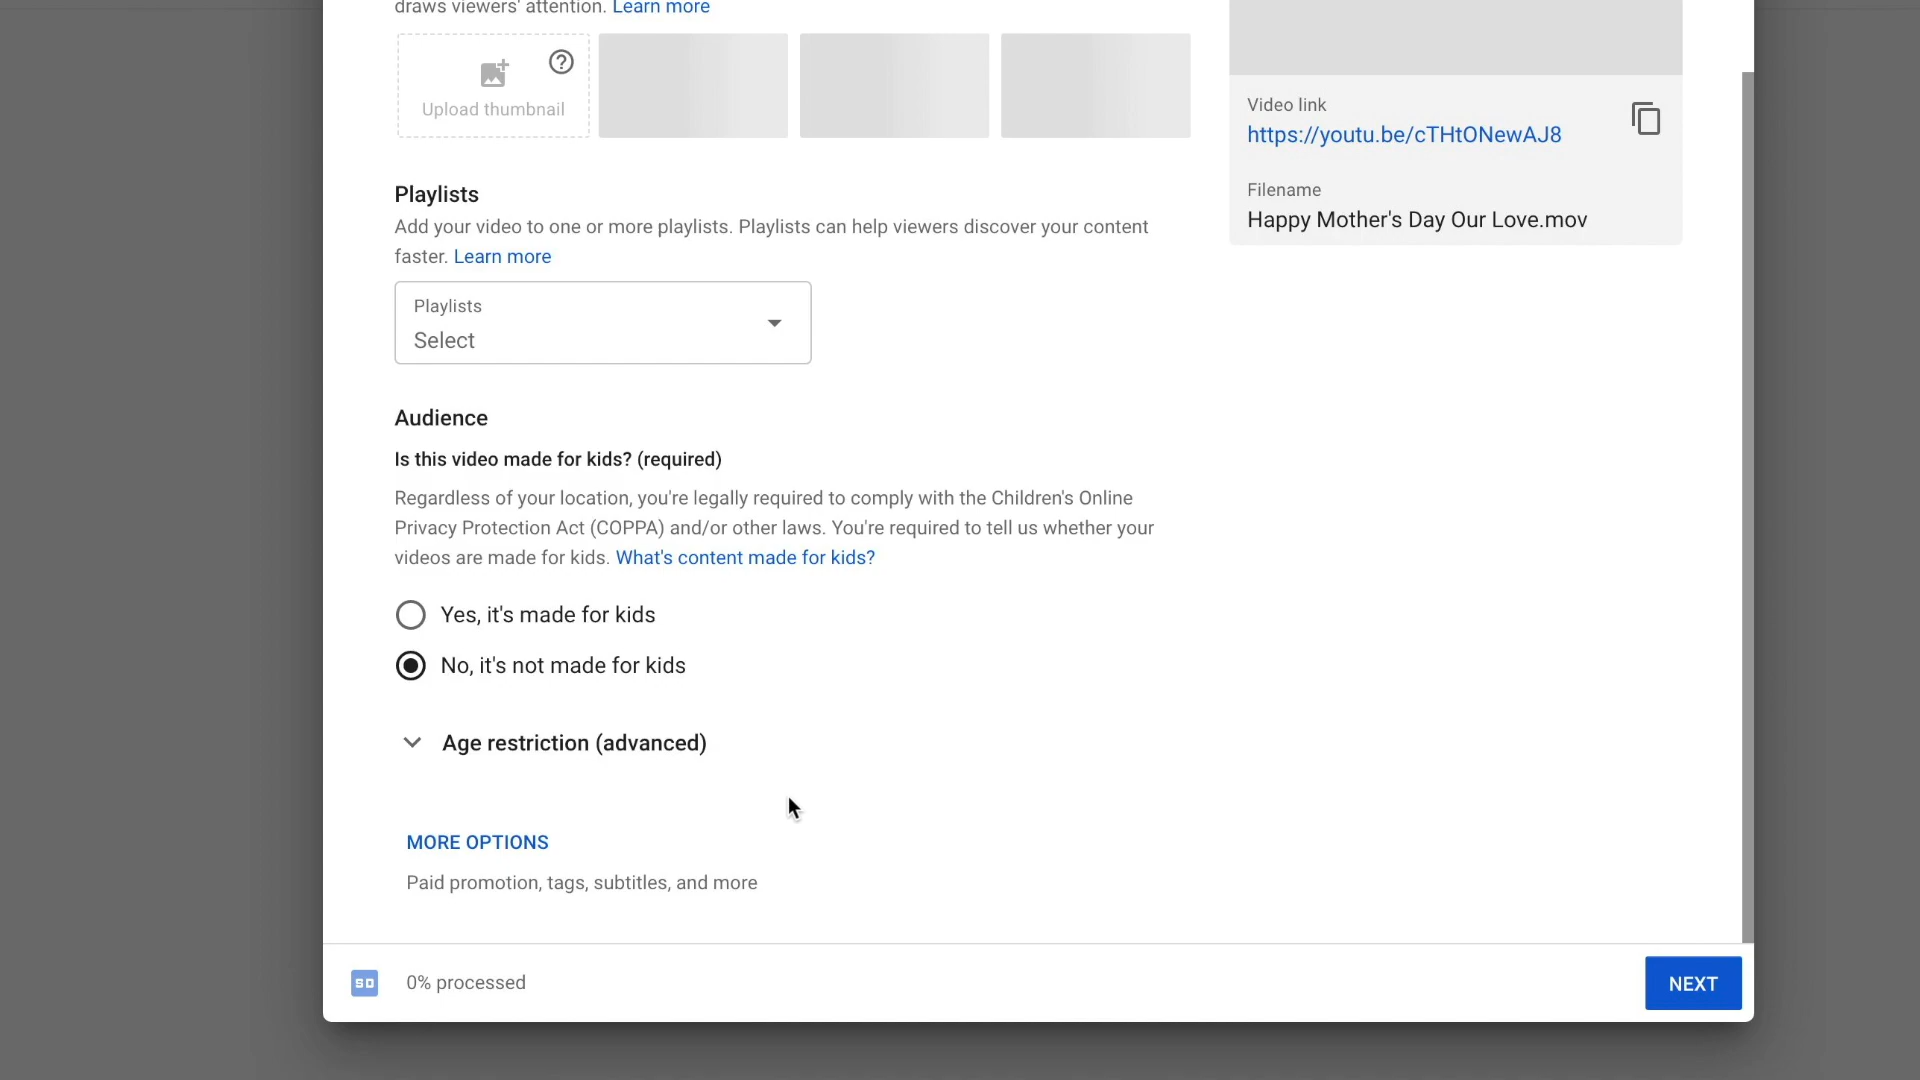 draws viewers' attention. Learn more
Upload thumbnail
Video link
https://youtu.be/cTHtONewAJ8
Filename
Happy Mother's Day Our Love.mov
Playlists
Add your video to one or more playlists. Playlists can help viewers discover your content
faster. Learn more
Playlists
Select
Audience
Is this video made for kids? (required)
Regardless of your location, you're legally required to comply with the Children's Online
Privacy Protection Act (COPPA) and/or other laws. You're required to tell us whether your
videos are made for kids. What's content made for kids?
Yes, it's made for kids
No, it's not made for kids
Age restriction (advanced)
MORE OPTIONS
Paid promotion, tags, subtitles, and more
SD 0% processed
NEXT